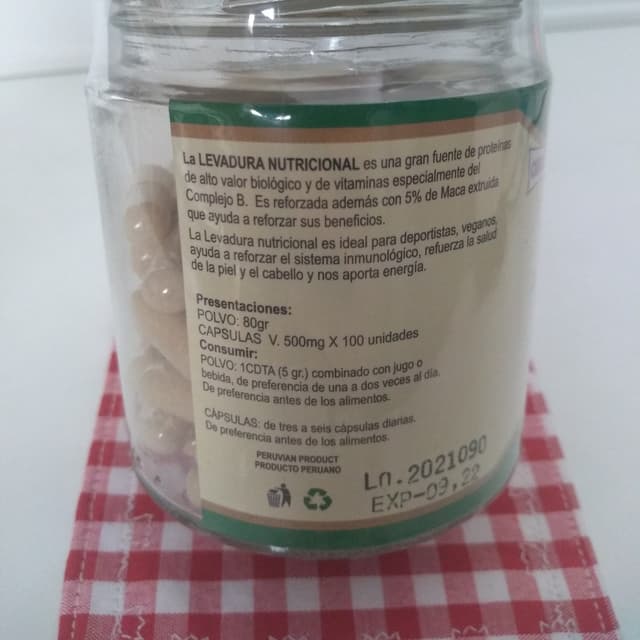 La LEVADURA NUTRICIONAL es una gran fuente de proteínas
de alto valor biológico y de vitaminas especialmente del
Complejo B. Es reforzada además con 5% de Maca extruida
que ayuda a reforzar sus beneficios.
La Levadura nutricional es ideal para deportistas, veganos,
ayuda a reforzar el sistema inmunológico, refuerza la salud
de la piel y el cabello y nos aporta energía.
Presentaciones:
POLVO: 80gr
CAPSULAS V. 500mg X 100 unidades
Consumir:
POLVO: 1CDTA (5 gr.) combinado con jugo o
bebida, de preferencia de una a dos veces al día.
De preferencia antes de los alimentos.
CÁPSULAS: de tres a seis cápsulas diarias.
De preferencia antes de los alimentos.
PERUVIAN PRODUCT
PRODUCTO PERUANO
Ln.2021090
EXP-09,22